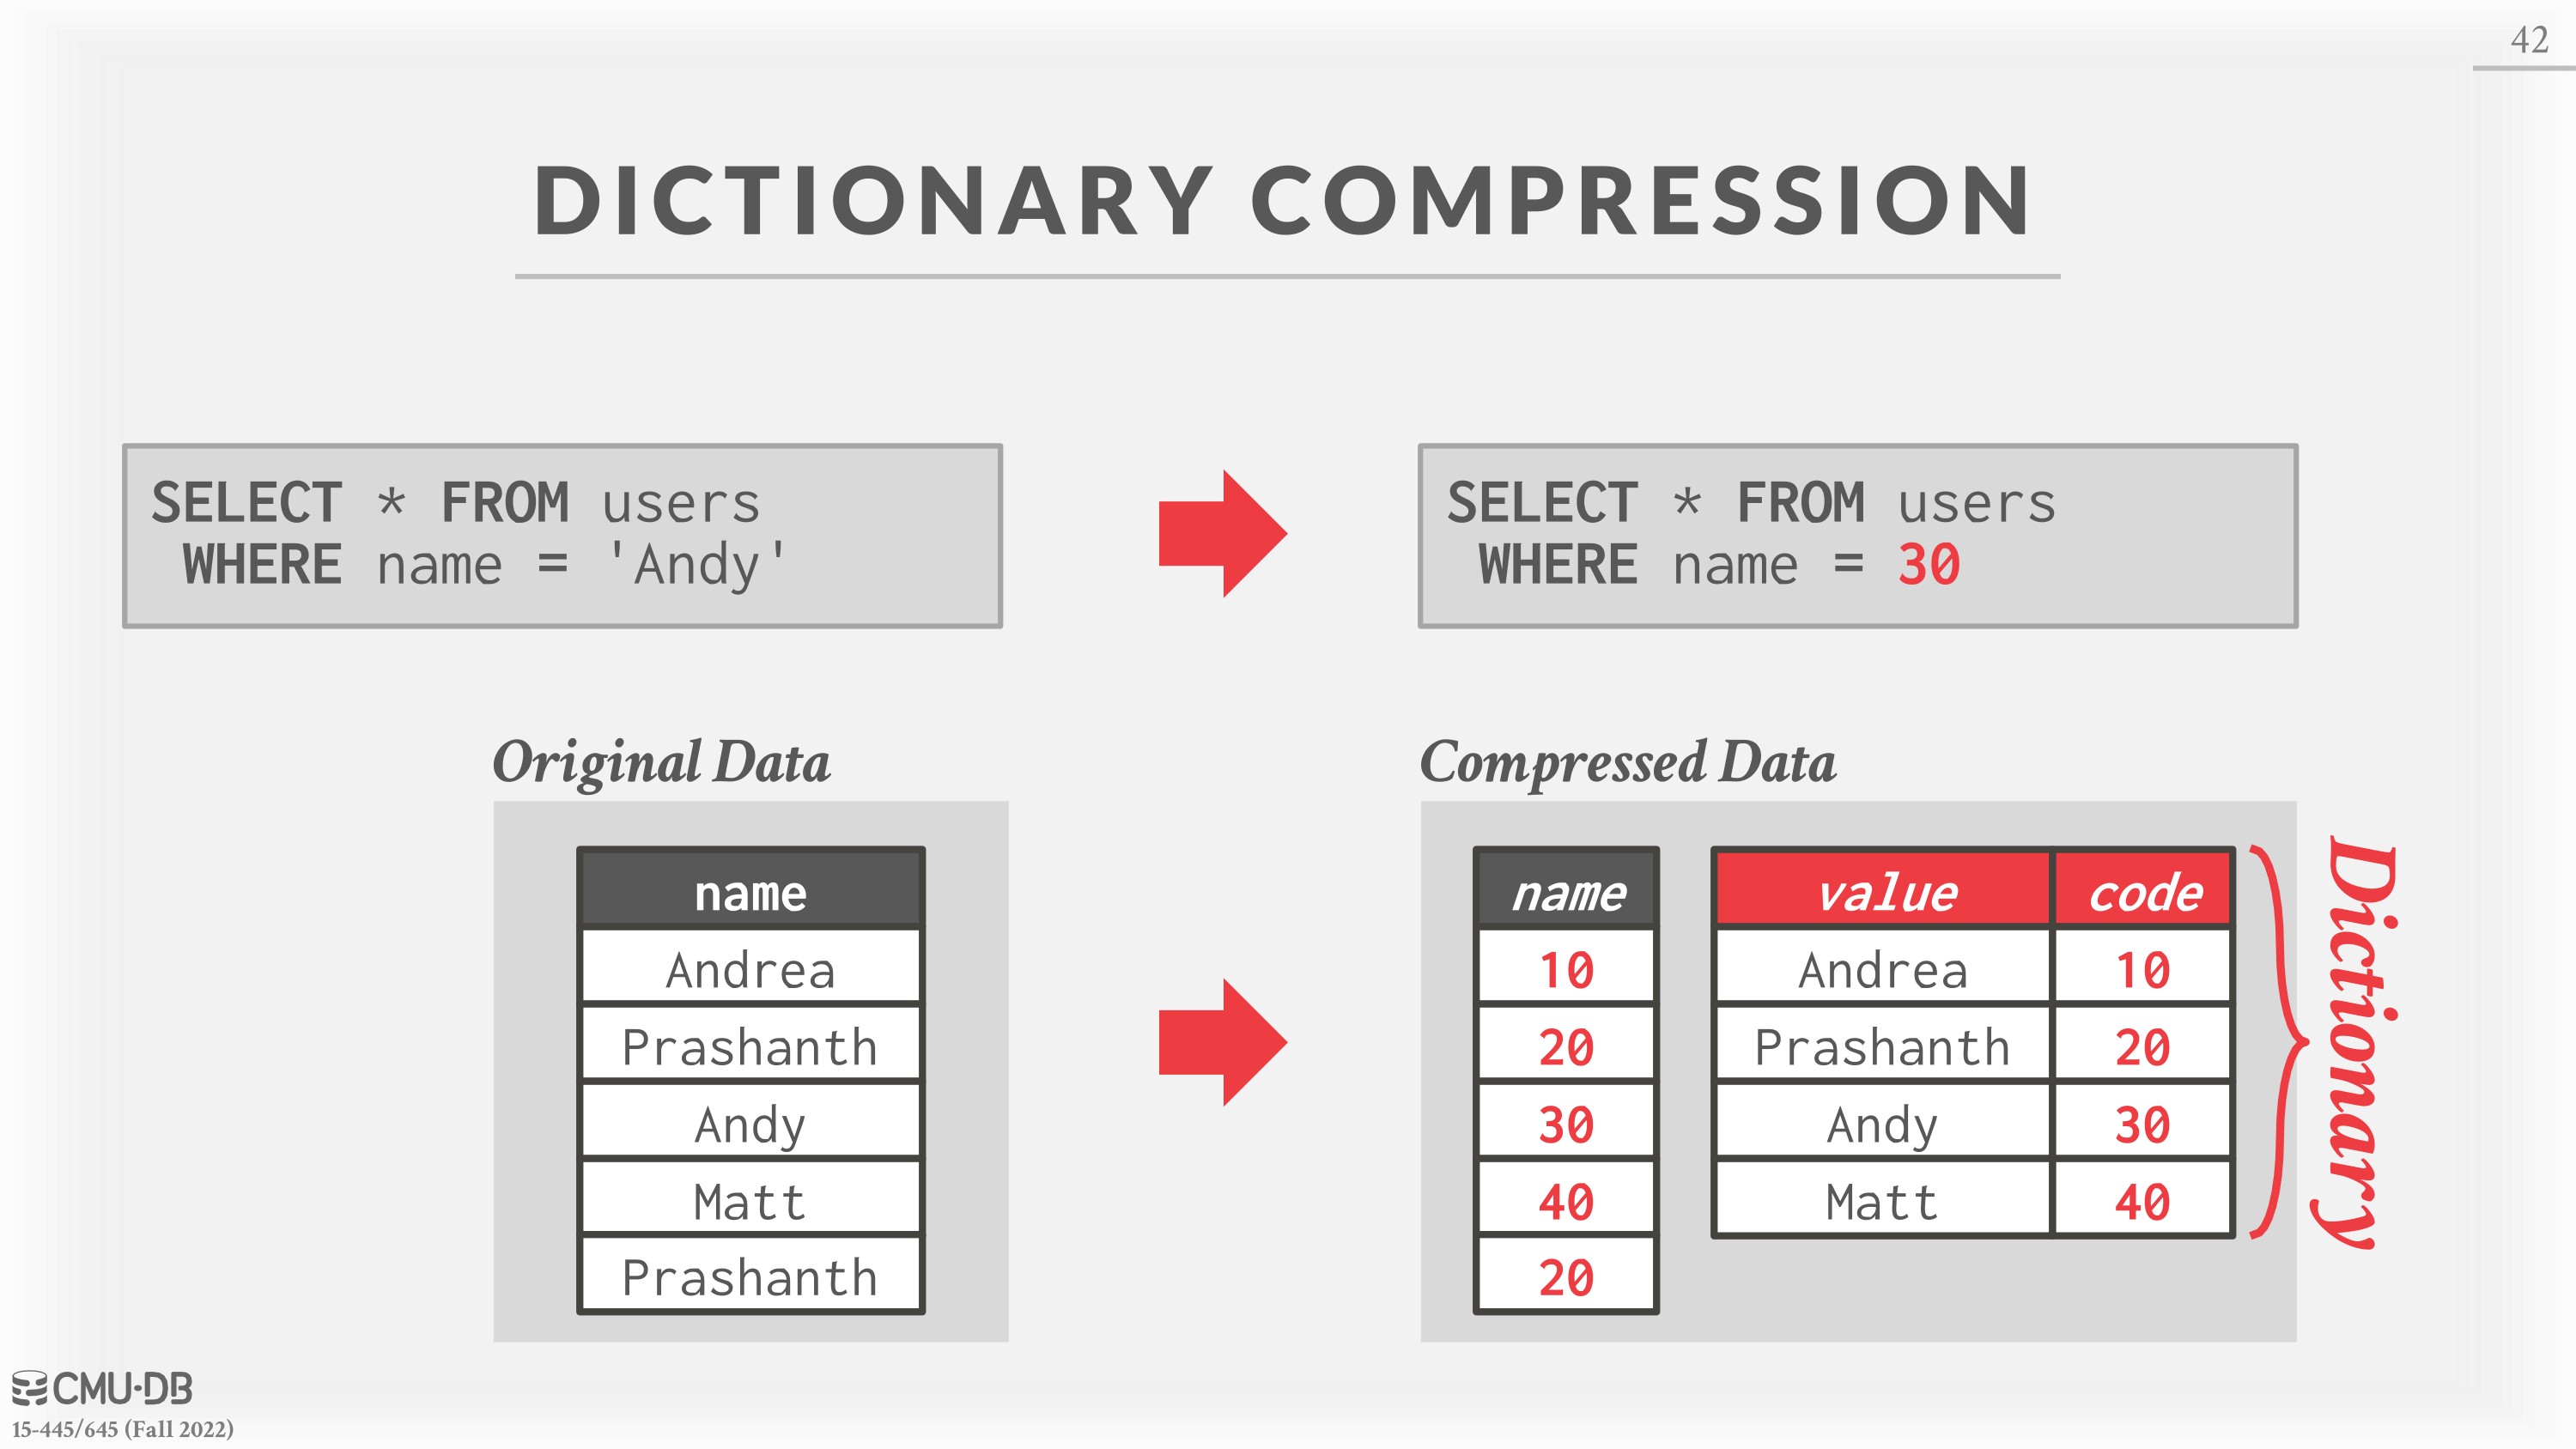 42
DICTIONARY COMPRESSION
SELECT * FROM users
WHERE name = 'Andy'
SELECT * FROM users
WHERE name = 30
Original Data
name
Andrea
Prashanth
Andy
Matt
Prashanth
Compressed Data
name
10
20
30
40
20
value code
Andrea 10
Prashanth 20
Andy 30
Matt 40
Dictionary
CMU·DB
15-445/645 (Fall 2022)